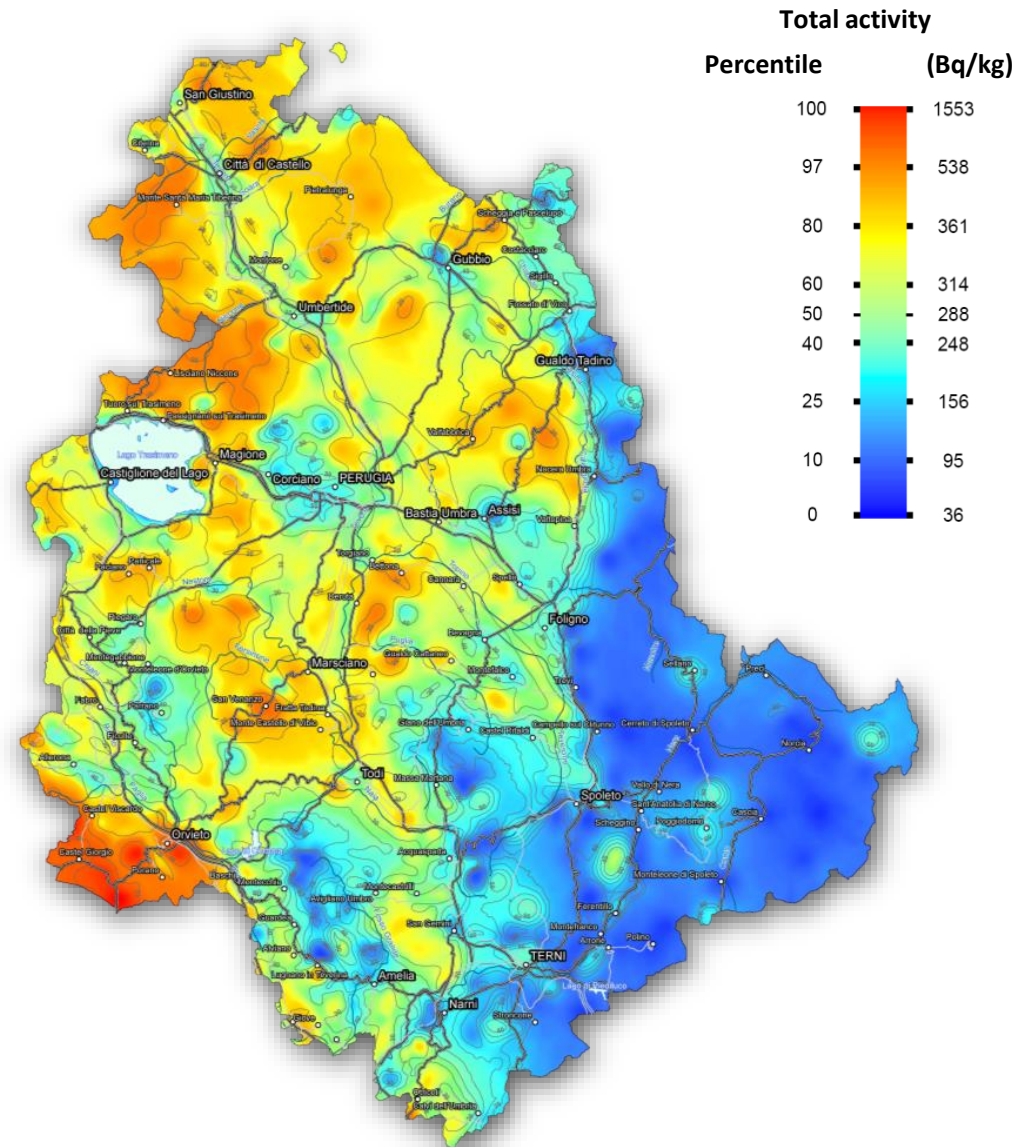 Total activity
Percentile (Bq/kg)
100 1553
97 538
80 361
60 314
50 288
40 248
25 156
10 95
0 36
San Giustino
Citerna
Città di Castello
Monte Santa Maria Tiberina
Pietralunga
Scheggia e Pascelupo
Costacciaro
Montone
Gubbio
Sigillo
Umbertide
Fossato di Vico
Gualdo Tadino
Lisciano Niccone
Tuoro sul Trasimeno
Passignano sul Trasimeno
Valfabbrica
Lago Trasimeno
Magione
Nocera Umbra
Castiglione del Lago
Corciano
PERUGIA
Bastia Umbra
Assisi
Valtopina
Torgiano
Bettona
Paciano
Panicale
Cannara
Spello
Nestore
Deruta
Piegaro
Foligno
Città della Pieve
Bevagna
Montegabbione
Monteleone d'Orvieto
Marsciano
Gualdo Cattaneo
Montefalco
Sellano
Preci
Trevi
Fabro
Parrano
San Venanzo
Fratta Todina
Monte Castello di Vibio
Giano dell'Umbria
Castel Ritaldi
Campello sul Clitunno
Cerreto di Spoleto
Ficulle
Norcia
Allerona
Todi
Massa Martana
Vallo di Nera
Spoleto
Sant'Anatolia di Narco
Castel Viscardo
Scheggino
Poggiodomo
Cascia
Orvieto
Castel Giorgio
Acquasparta
Porano
Baschi
Montecchio
Montecastrilli
Monteleone di Spoleto
Avigliano Umbro
Guardea
San Gemini
Ferentillo
Montefranco
Alviano
Arrone
Polino
Lugnano in Teverina
TERNI
Amelia
Lago di Piediluco
Narni
Giove
Stroncone
Otricoli
Calvi dell'Umbria